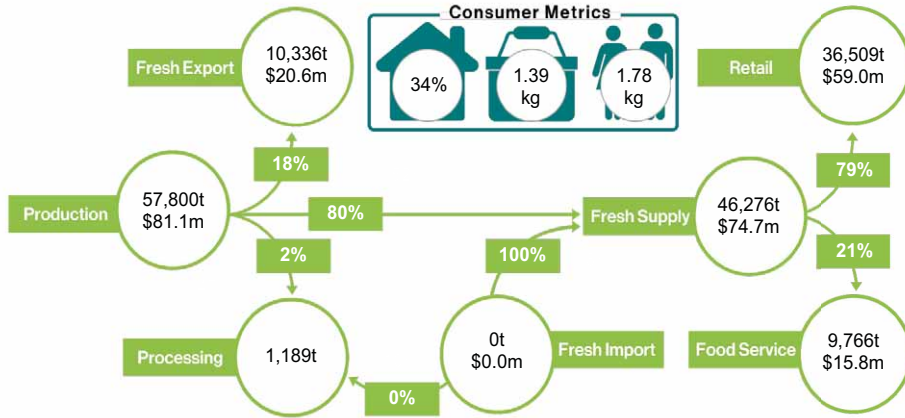 Consumer Metrics
34%
1.39
kg
1.78
kg
Fresh Export
10,336t
$20.6m
Retail
36,509t
$59.0m
18%
79%
Production
57,800t
$81.1m
80%
Fresh Supply
46,276t
$74.7m
2%
100%
21%
Processing
1,189t
0t
$0.0m
Fresh Import
Food Service
9,766t
$15.8m
0%